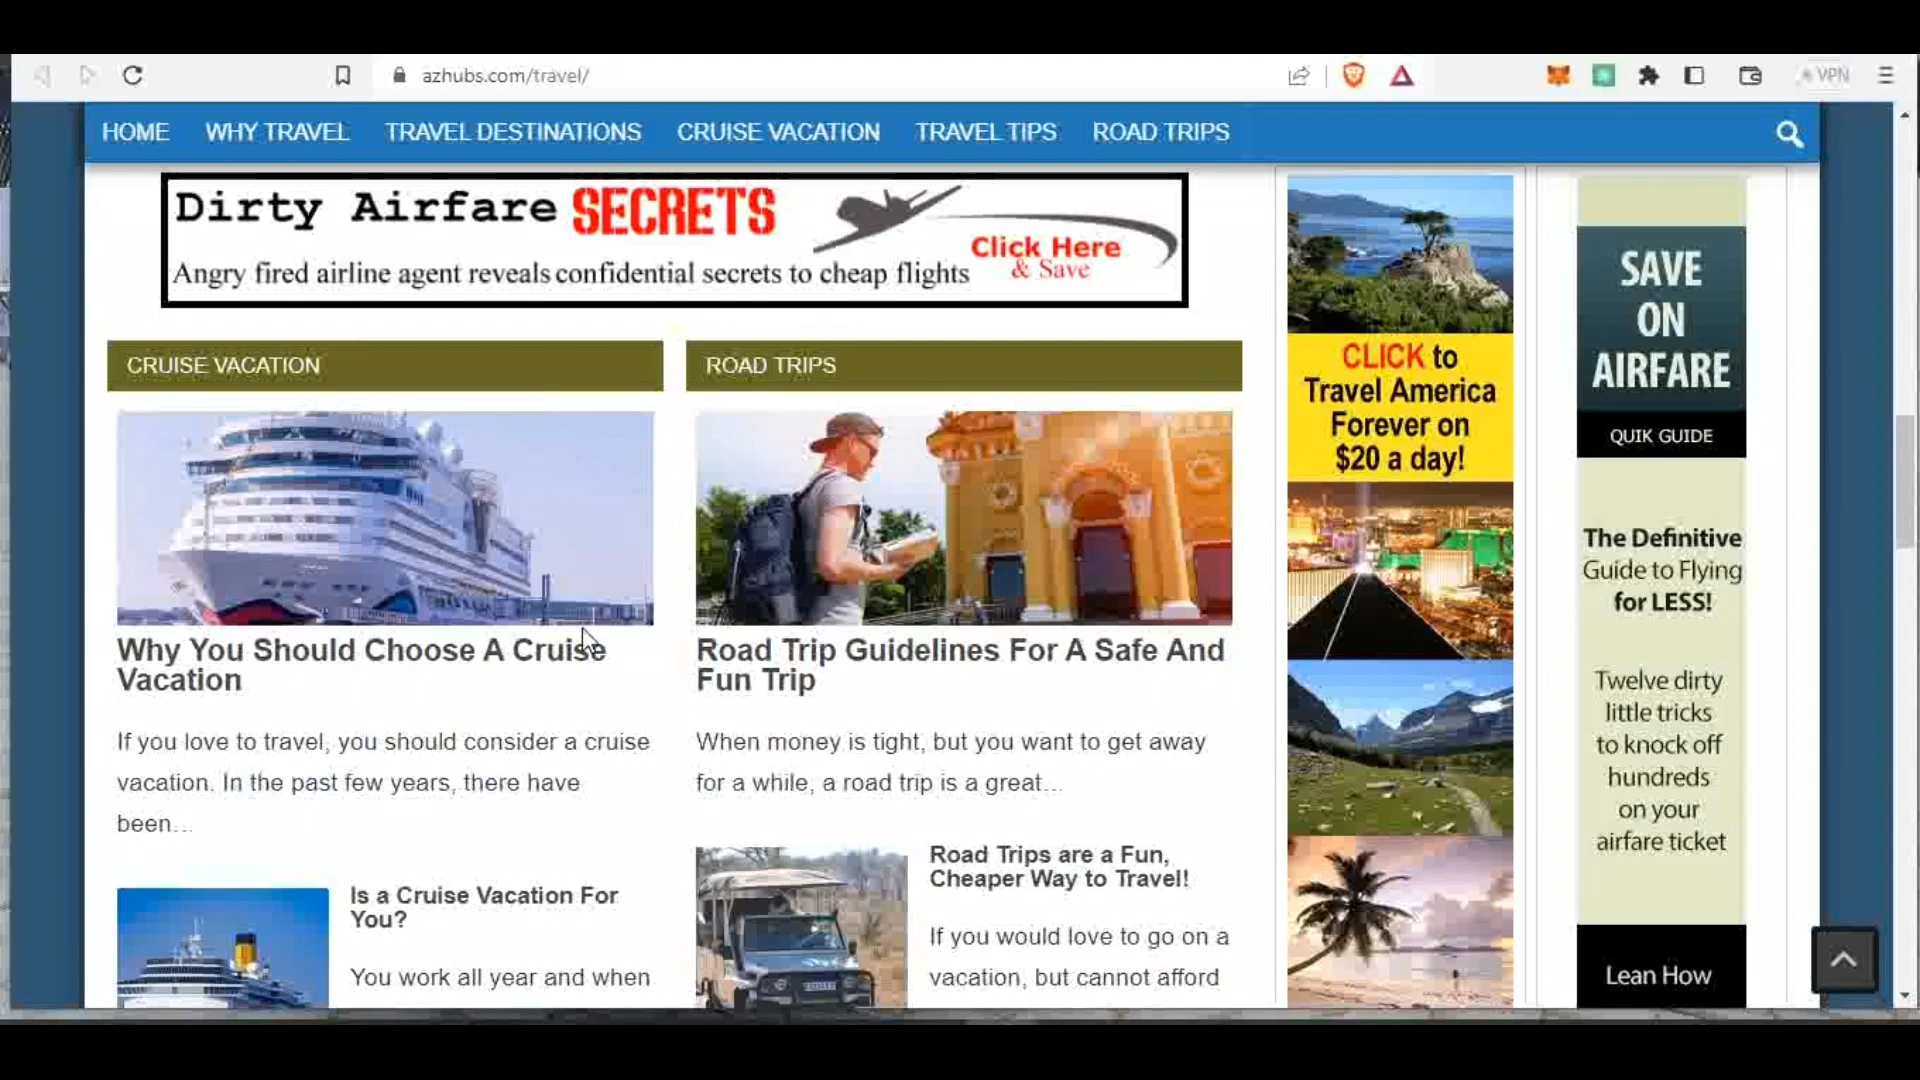 azhubs.com/travel/
VPN
HOME
WHY TRAVEL
TRAVEL DESTINATIONS
CRUISE VACATION
TRAVEL TIPS
ROAD TRIPS
Dirty Airfare SECRETS
Click Here
& Save
Angry fired airline agent reveals confidential secrets to cheap flights
CRUISE VACATION
Why You Should Choose A Cruise
Vacation
If you love to travel, you should consider a cruise
vacation. In the past few years, there have
been…
Is a Cruise Vacation For
You?
You work all year and when
ROAD TRIPS
Road Trip Guidelines For A Safe And
Fun Trip
When money is tight, but you want to get away
for a while, a road trip is a great…
Road Trips are a Fun,
Cheaper Way to Travel!
If you would love to go on a
vacation, but cannot afford
CLICK to
Travel America
Forever on
$20 a day!
SAVE
ON
AIRFARE
QUIK GUIDE
The Definitive
Guide to Flying
for LESS!
Twelve dirty
little tricks
to knock off
hundreds
on your
airfare ticket
Lean How